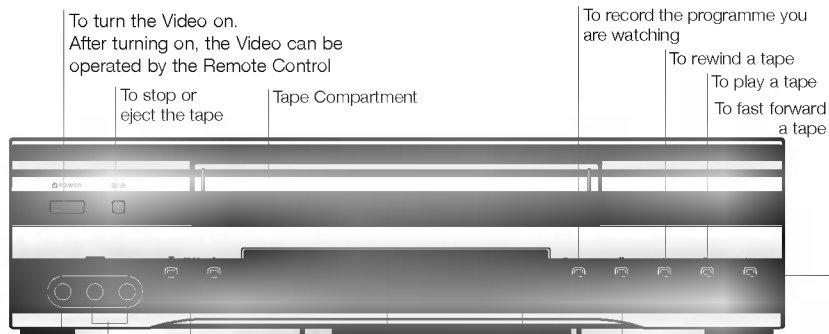 To turn the Video on.
After turning on, the Video can be
operated by the Remote Control
To stop or
eject the tape
Tape Compartment
To record the programme you
are watching
To rewind a tape
To play a tape
To fast forward
a tape
POWER